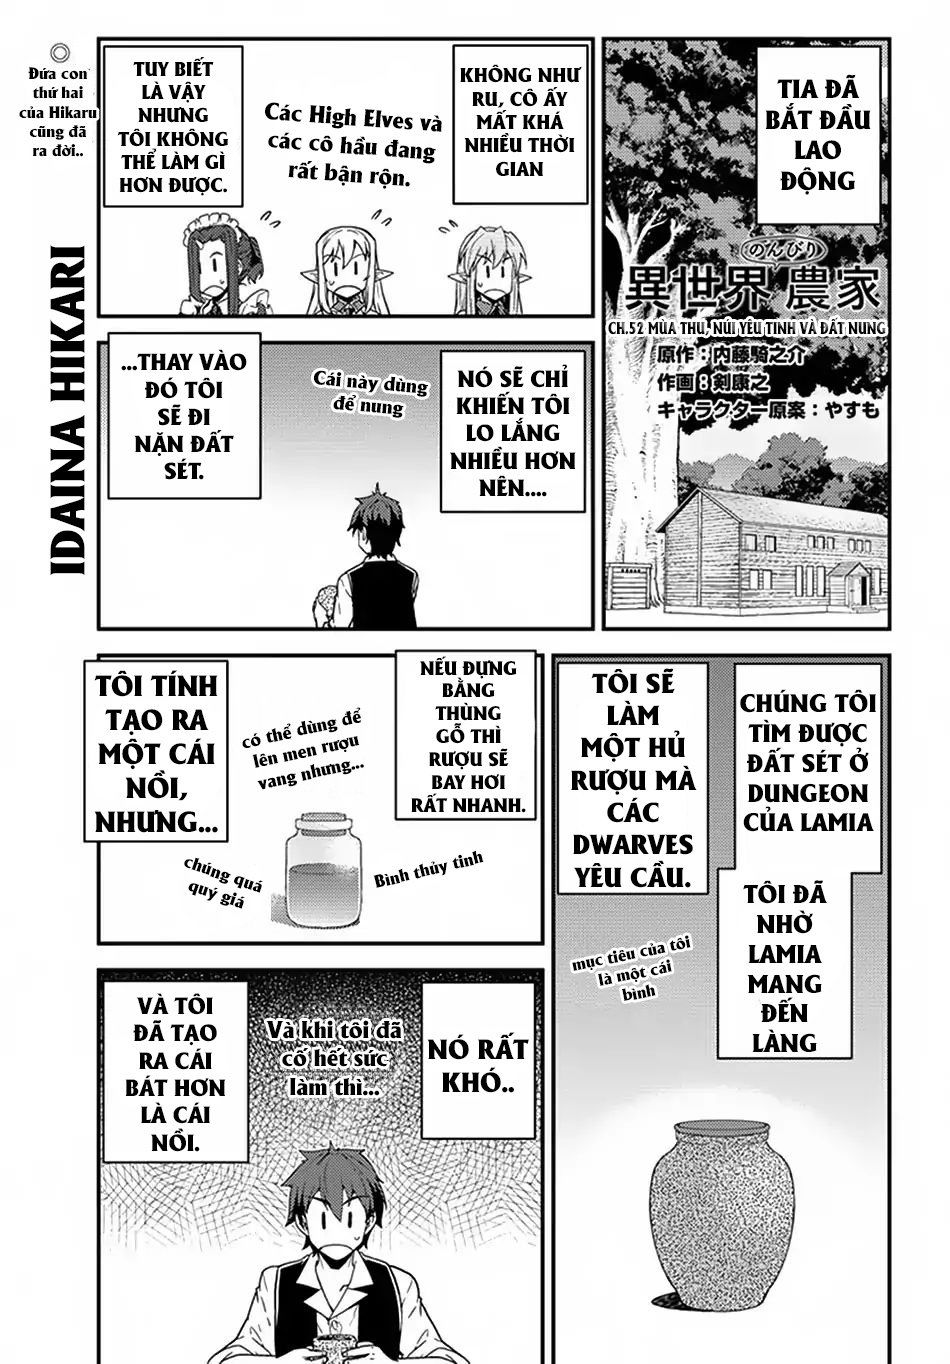 TIA ĐÃ
BẮT ĐẦU
LAO
ĐỘNG
のんびり
異世界 農家
CH.52 MÙA THU, NÚI YÊU TINH VÀ ĐẤT NUNG
原作：内藤騎之介
作画：剣康之
キャラクター原案：やすも
KHÔNG NHƯ
RU, CÔ ẤY
MẤT KHÁ
NHIỀU THỜI
GIAN
Các High Elves và
các cô hầu đang
rất bận rộn.
TUY BIẾT
LÀ VẬY
NHƯNG
TÔI KHÔNG
THỂ LÀM GÌ
HƠN ĐƯỢC.
Đứa con
thứ hai
của Hikaru
cũng đã
ra đời..
IDAINA HIKARI
NÓ SẼ CHỈ
KHIẾN TÔI
LO LẮNG
NHIỀU HƠN
NÊN....
Cái này dùng
để nung
...THAY VÀO
ĐÓ TÔI
SẼ ĐI
NẶN ĐẤT
SÉT.
CHÚNG TÔI
TÌM ĐƯỢC
ĐẤT SÉT Ở
DUNGEON
CỦA LAMIA
TÔI ĐÃ
NHỜ
LAMIA
MANG
ĐẾN
LÀNG
TÔI SẼ
LÀM
MỘT HỦ
RƯỢU MÀ
CÁC
DWARVES
YÊU CẦU.
mục tiêu của tôi
là một cái
bình
NẾU ĐỰNG
BẰNG
THÙNG
GỖ THÌ
RƯỢU SẼ
BAY HƠI
RẤT NHANH.
có thể dùng để
lên men rượu
vang nhưng...
Bình thủy tinh
chúng quá
quý giá
TÔI TÍNH
TẠO RA
MỘT CÁI
NỒI,
NHƯNG...
NÓ RẤT
KHÓ..
Và khi tôi đã
cố hết sức
làm thì...
VÀ TÔI
ĐÃ TẠO
RA CÁI
BÁT HƠN
LÀ CÁI
NỒI.